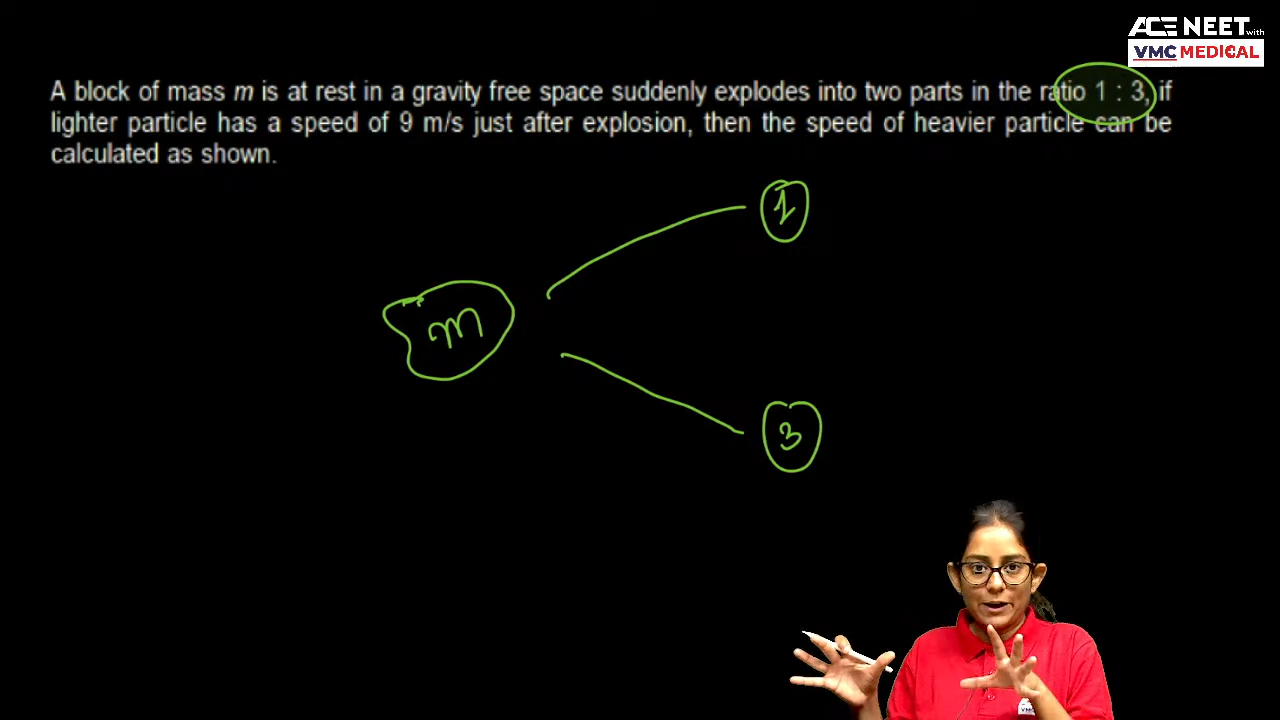 ACE NEET with
VMC MEDICAL
A block of mass m is at rest in a gravity free space suddenly explodes into two parts in the ratio 1 : 3, if
lighter particle has a speed of 9 m/s just after explosion, then the speed of heavier particle can be
calculated as shown.
1
m
3
VMC